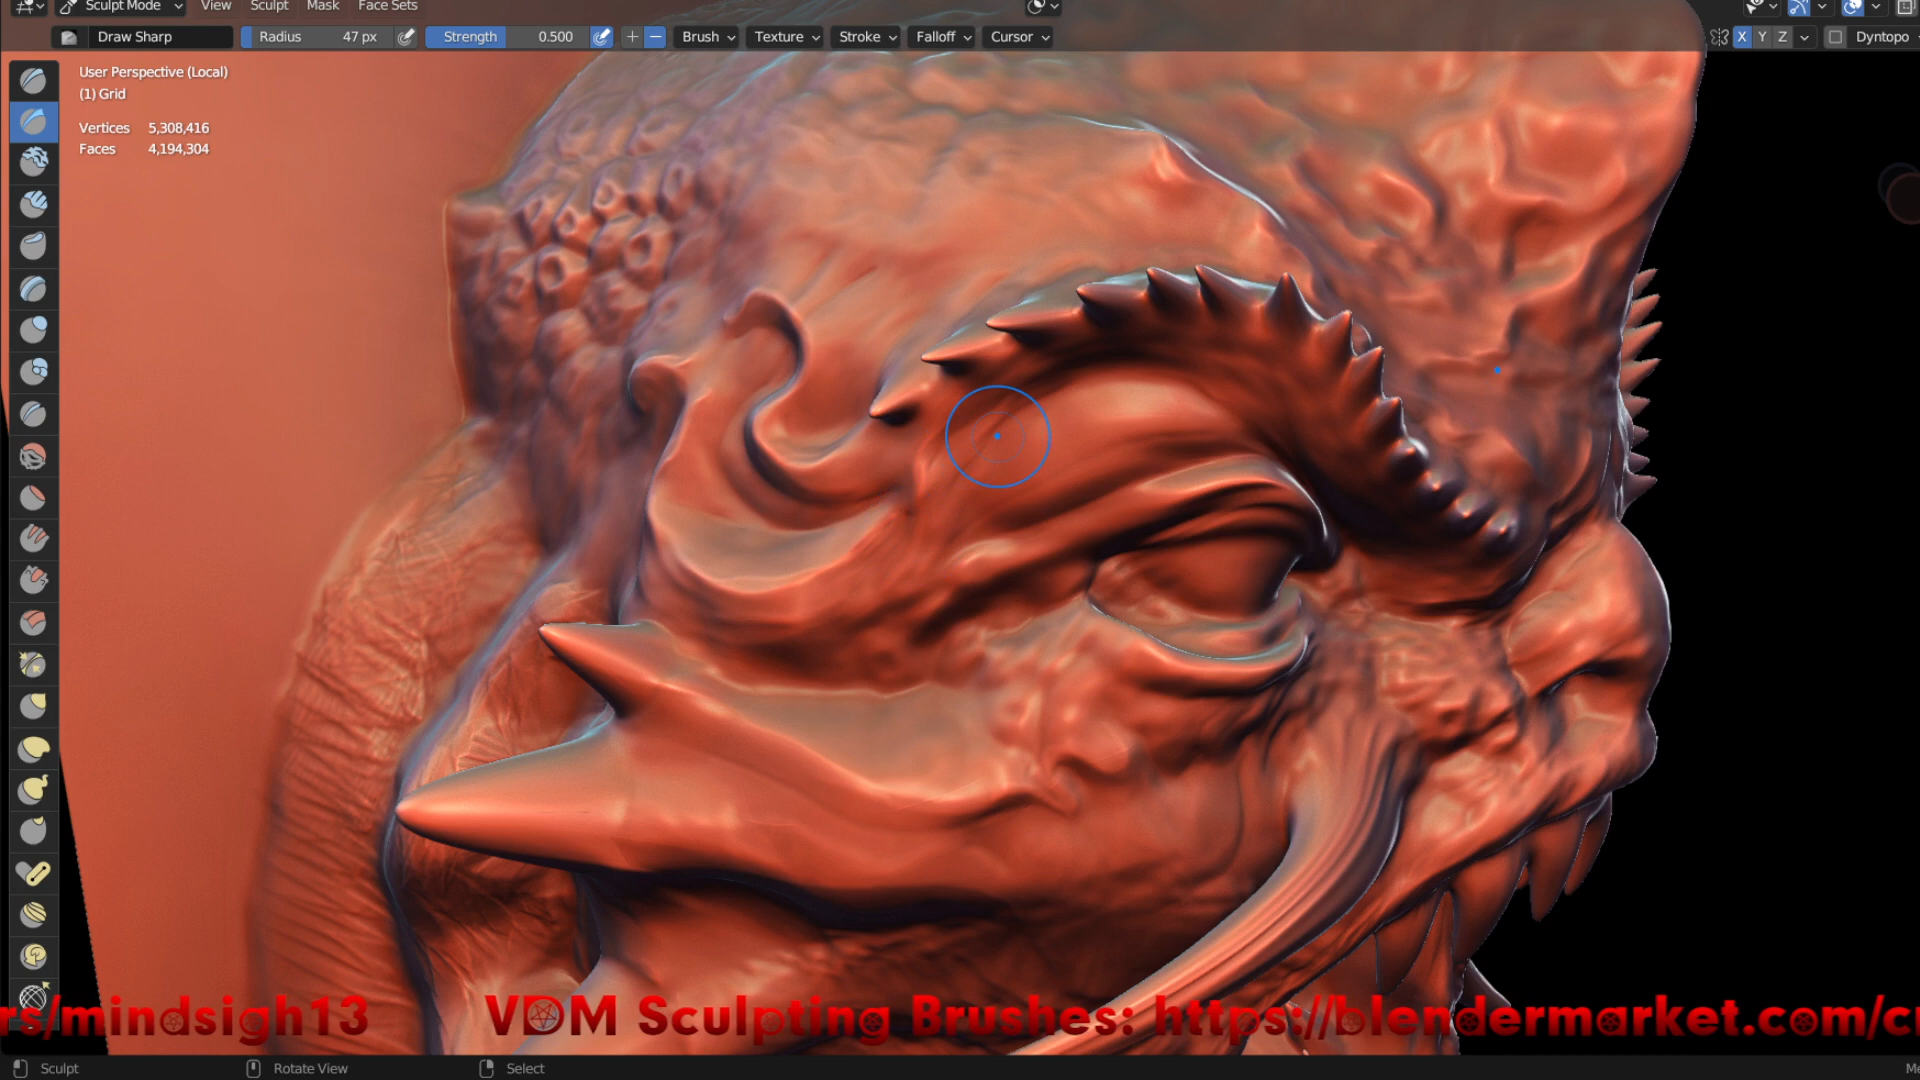 Sculpt Mode View Sculpt Mask Face Sets
Draw Sharp Radius 47 px Strength 0.500 Brush Texture Stroke Falloff Cursor X Y Z Dyntopo
User Perspective (Local)
(1) Grid
Vertices 5,308,416
Faces 4,194,304
rs/mindsigh13 VDM Sculpting Brushes: https://blendermarket.com/cr
Sculpt Rotate View Select Me